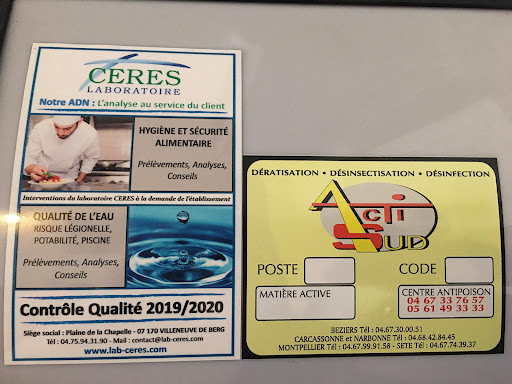 CERES
LABORATOIRE
Notre ADN : L'analyse au service du client
HYGIÈNE ET SÉCURITÉ
ALIMENTAIRE
Prélèvements, Analyses,
Conseils
Interventions du laboratoire CERES à la demande de l'établissement
QUALITÉ DE L'EAU
RISQUE LÉGIONELLE,
POTABILITÉ, PISCINE
Prélèvements, Analyses,
Conseils
Contrôle Qualité 2019/2020
Siège social : Plaine de la Chapelle - 07 170 VILLENEUVE DE BERG
Tél : 04.75.94.31.90 - Mail : contact@lab-ceres.com
www.lab-ceres.com
DÉRATISATION • DÉSINSECTISATION • DÉSINFECTION
Acti
Sud
POSTE
CODE
MATIÈRE ACTIVE
CENTRE ANTIPOISON
04 67 33 76 57
05 61 49 33 33
BEZIERS Tél : 04.67.30.00.51
CARCASSONNE et NARBONNE Tél : 04.68.42.84.45
MONTPELLIER Tél : 04.67.99.91.58 - SETE Tél : 04.67.74.39.37